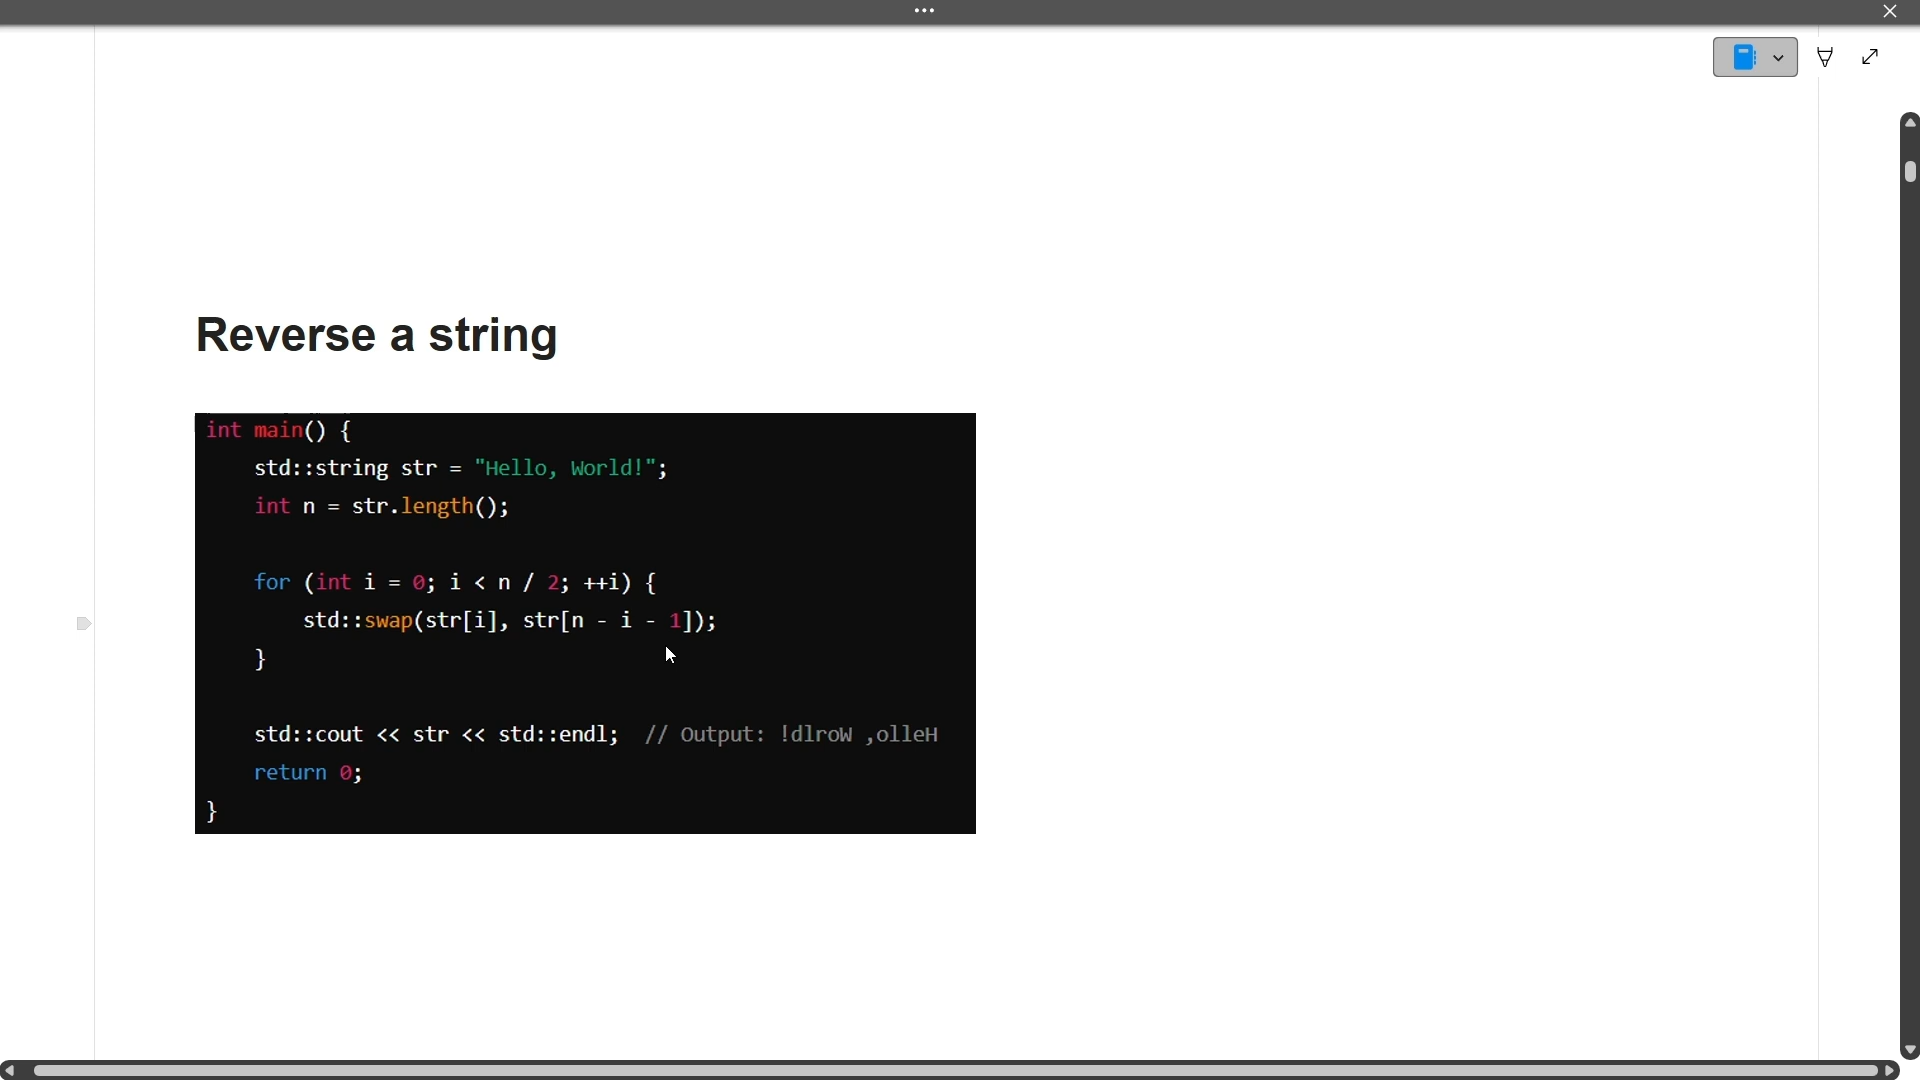 Reverse a string
int main() {
std::string str = "Hello, World!";
int n = str.length();
for (int i = 0; i < n / 2; ++i) {
std::swap(str[i], str[n - i - 1]);
}
std::cout << str << std::endl; // Output: !dlroW ,olleH
return 0;
}